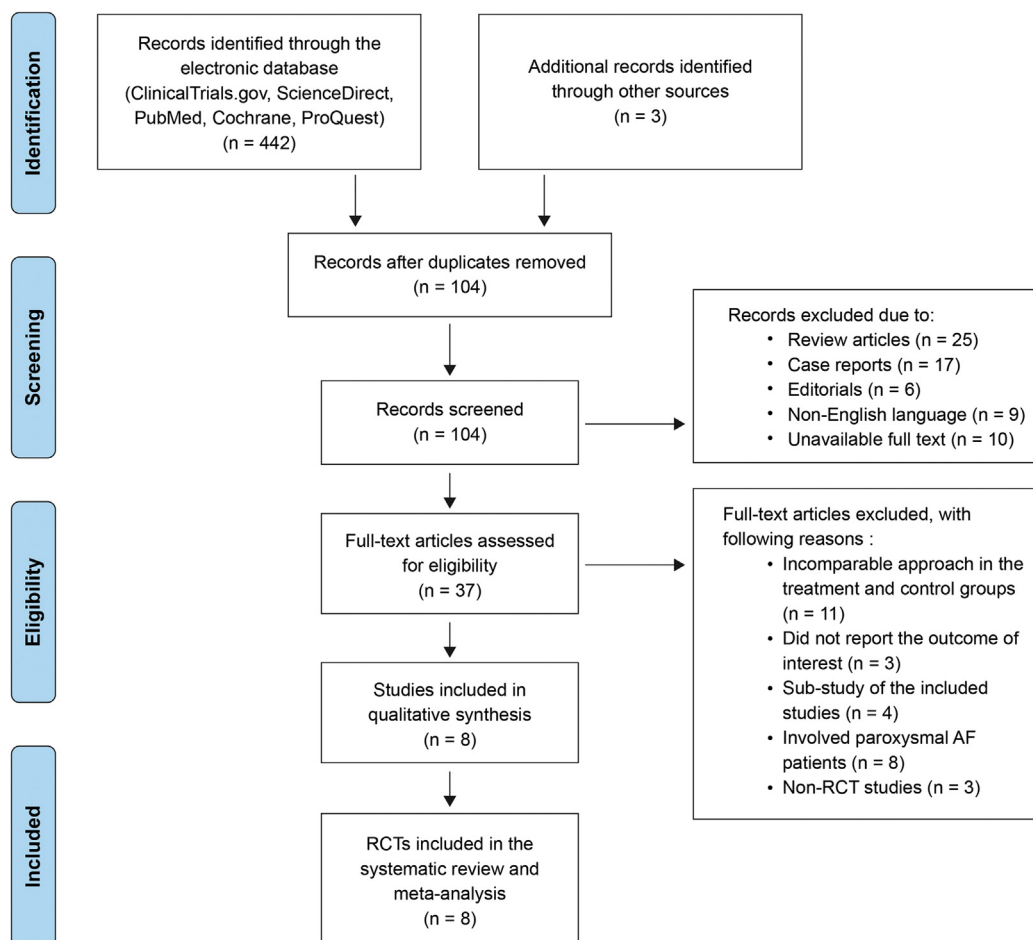 Identification
Records identified through the
electronic database
(ClinicalTrials.gov, ScienceDirect,
PubMed, Cochrane, ProQuest)
(n = 442)
Additional records identified
through other sources
(n = 3)
Screening
Records after duplicates removed
(n = 104)
Records screened
(n = 104)
Records excluded due to:
• Review articles (n = 25)
• Case reports (n = 17)
• Editorials (n = 6)
• Non-English language (n = 9)
• Unavailable full text (n = 10)
Eligibility
Full-text articles assessed
for eligibility
(n = 37)
Full-text articles excluded, with
following reasons :
• Incomparable approach in the
treatment and control groups
(n = 11)
• Did not report the outcome of
interest (n = 3)
• Sub-study of the included
studies (n = 4)
• Involved paroxysmal AF
patients (n = 8)
• Non-RCT studies (n = 3)
Studies included in
qualitative synthesis
(n = 8)
Included
RCTs included in the
systematic review and
meta-analysis
(n = 8)